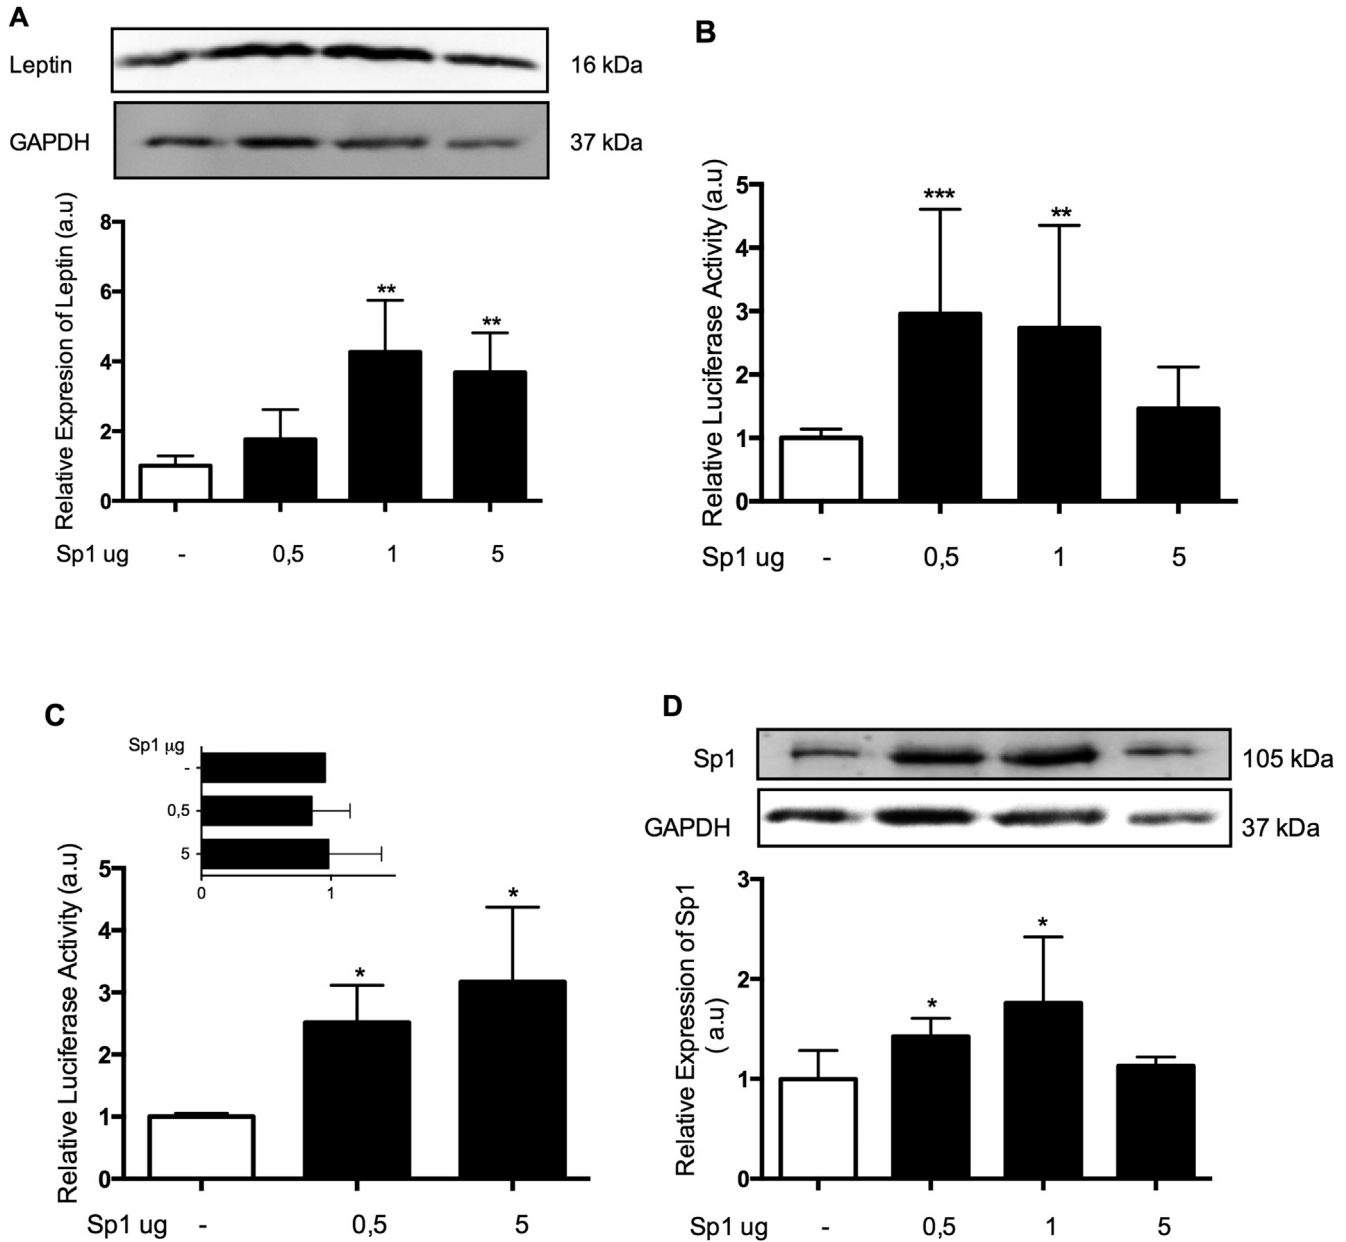 A
Leptin
16 kDa
GAPDH
37 kDa
Relative Expresion of Leptin (a.u)
8
6
4
2
0
**
**
Sp1 ug - 0,5 1 5
B
Relative Luciferase Activity (a.u)
5
4
3
2
1
0
***
**
Sp1 ug - 0,5 1 5
C
Sp1 µg
-
0,5
5
0 1
Relative Luciferase Activity (a.u)
5
4
3
2
1
0
*
*
Sp1 ug - 0,5 5
D
Sp1
105 kDa
GAPDH
37 kDa
Relative Expression of Sp1
( a.u)
3
2
1
0
*
*
Sp1 ug - 0,5 1 5